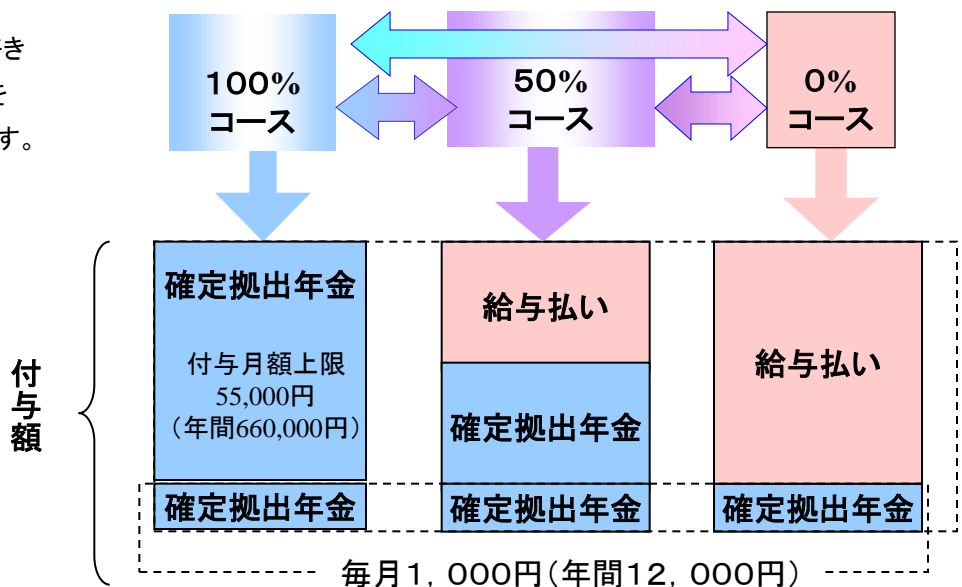 き
を
す。
100%
コース
50%
コース
0%
コース
付与額
確定拠出年金
付与月額上限
55,000円
（年間660,000円）
確定拠出年金
給与払い
確定拠出年金
確定拠出年金
給与払い
確定拠出年金
毎月１，０００円（年間１２，０００円）